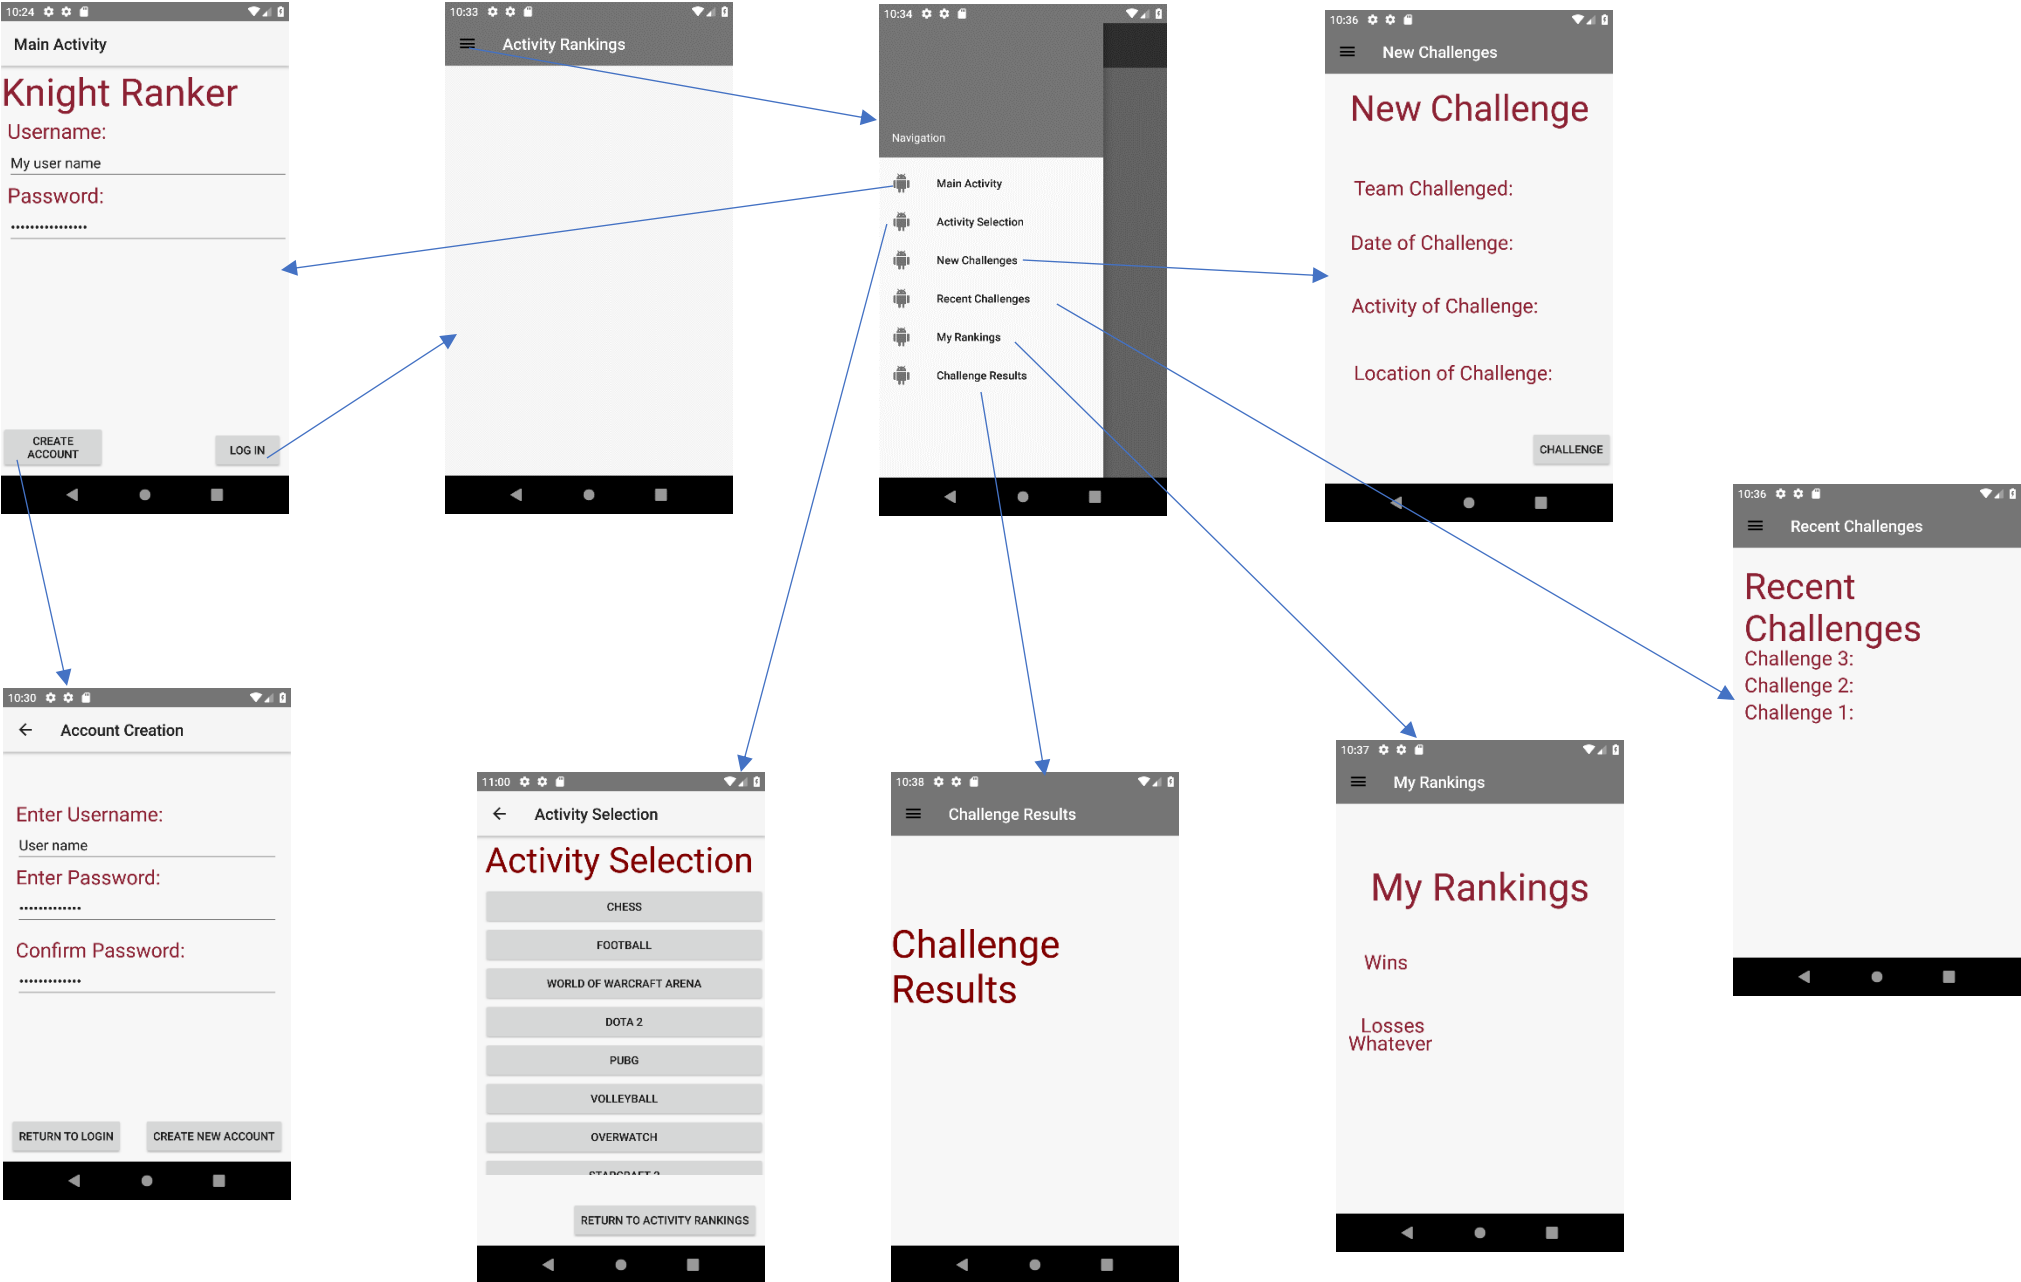 10:24
Main Activity
Knight Ranker
Username:
My user name
Password:
••••••••••••••••
CREATE
ACCOUNT
LOG IN
10:33
Activity Rankings
10:34
Navigation
Main Activity
Activity Selection
New Challenges
Recent Challenges
My Rankings
Challenge Results
10:36
New Challenges
New Challenge
Team Challenged:
Date of Challenge:
Activity of Challenge:
Location of Challenge:
CHALLENGE
10:36
Recent Challenges
Recent
Challenges
Challenge 3:
Challenge 2:
Challenge 1:
10:30
Account Creation
Enter Username:
User name
Enter Password:
•••••••••••••
Confirm Password:
•••••••••••••
RETURN TO LOGIN
CREATE NEW ACCOUNT
11:00
Activity Selection
Activity Selection
CHESS
FOOTBALL
WORLD OF WARCRAFT ARENA
DOTA 2
PUBG
VOLLEYBALL
OVERWATCH
STARCRAFT 2
RETURN TO ACTIVITY RANKINGS
10:38
Challenge Results
Challenge
Results
10:37
My Rankings
My Rankings
Wins
Losses
Whatever